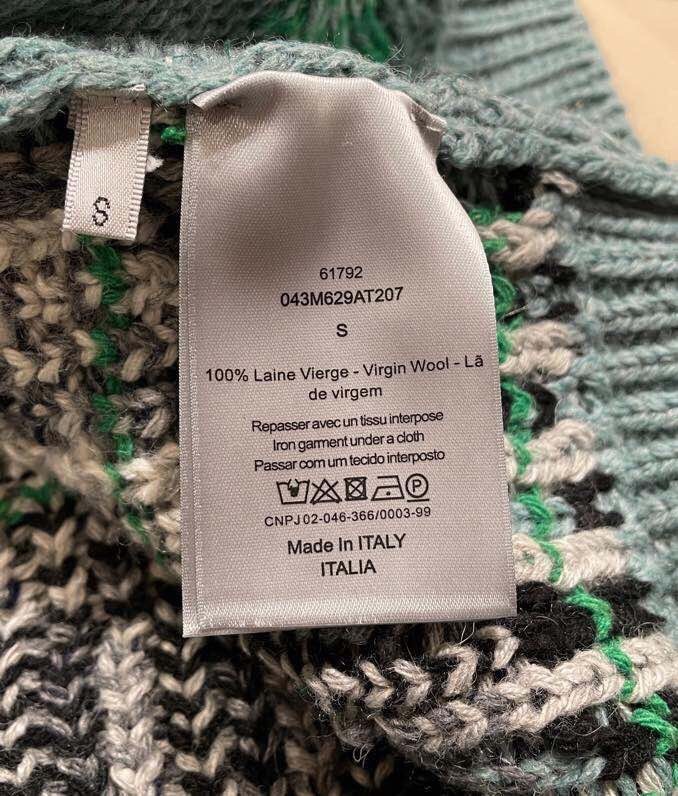 S
61792
043M629AT207
S
100% Laine Vierge - Virgin Wool - Lã
de virgem
Repasser avec un tissu interpose
Iron garment under a cloth
Passar com um tecido interposto
P
CNPJ 02-046-366/0003-99
Made In ITALY
ITALIA